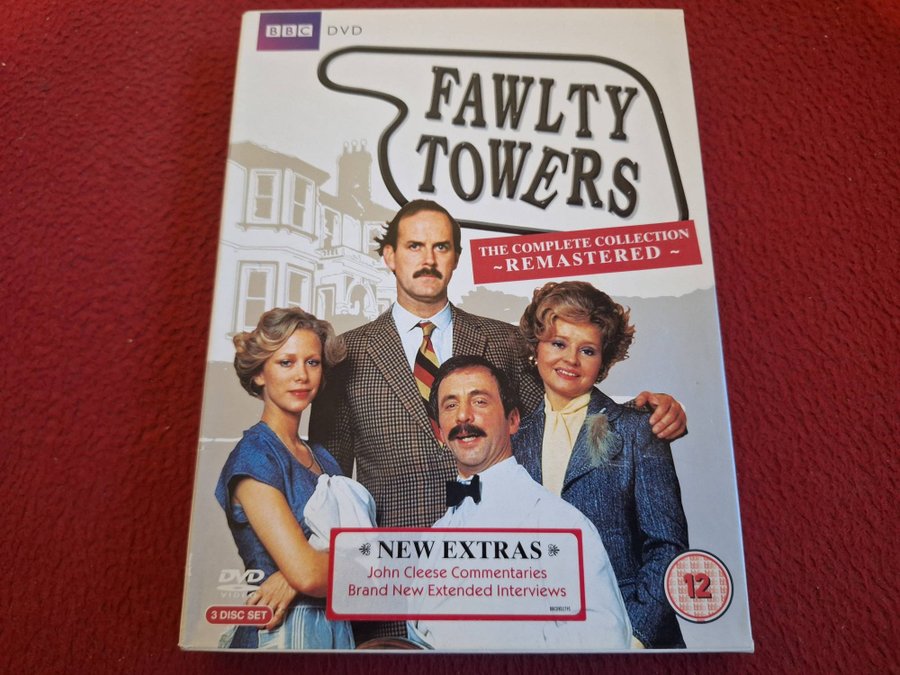 BBC DVD
FAWLTY
TOWERS
THE COMPLETE COLLECTION
~REMASTERED~
NEW EXTRAS
John Cleese Commentaries
Brand New Extended Interviews
DVD
VIDEO
3 DISC SET
12